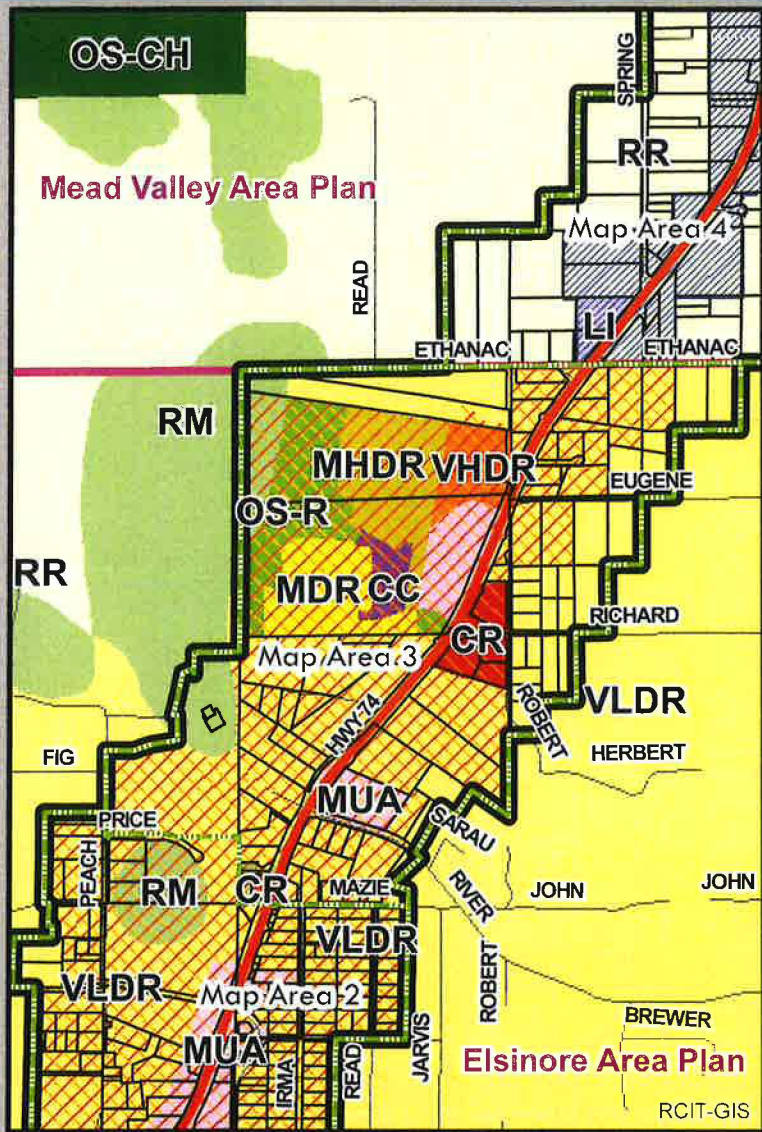 OS-CH
SPRING
RR
Mead Valley Area Plan
Map Area 4
READ
LI
ETHANAC
ETHANAC
RM
MHDR
VHDR
EUGENE
OS-R
RR
MDR
CC
RICHARD
CR
Map Area 3
ROBERT
VLDR
HWY-74
FIG
HERBERT
MUA
PRICE
SARAU
PEACH
RM
CR
MAZIE
RIVER
JOHN
JOHN
VLDR
VLDR
Map Area 2
ROBERT
BREWER
MUA
IRMA
READ
JARVIS
Elsinore Area Plan
RCIT-GIS